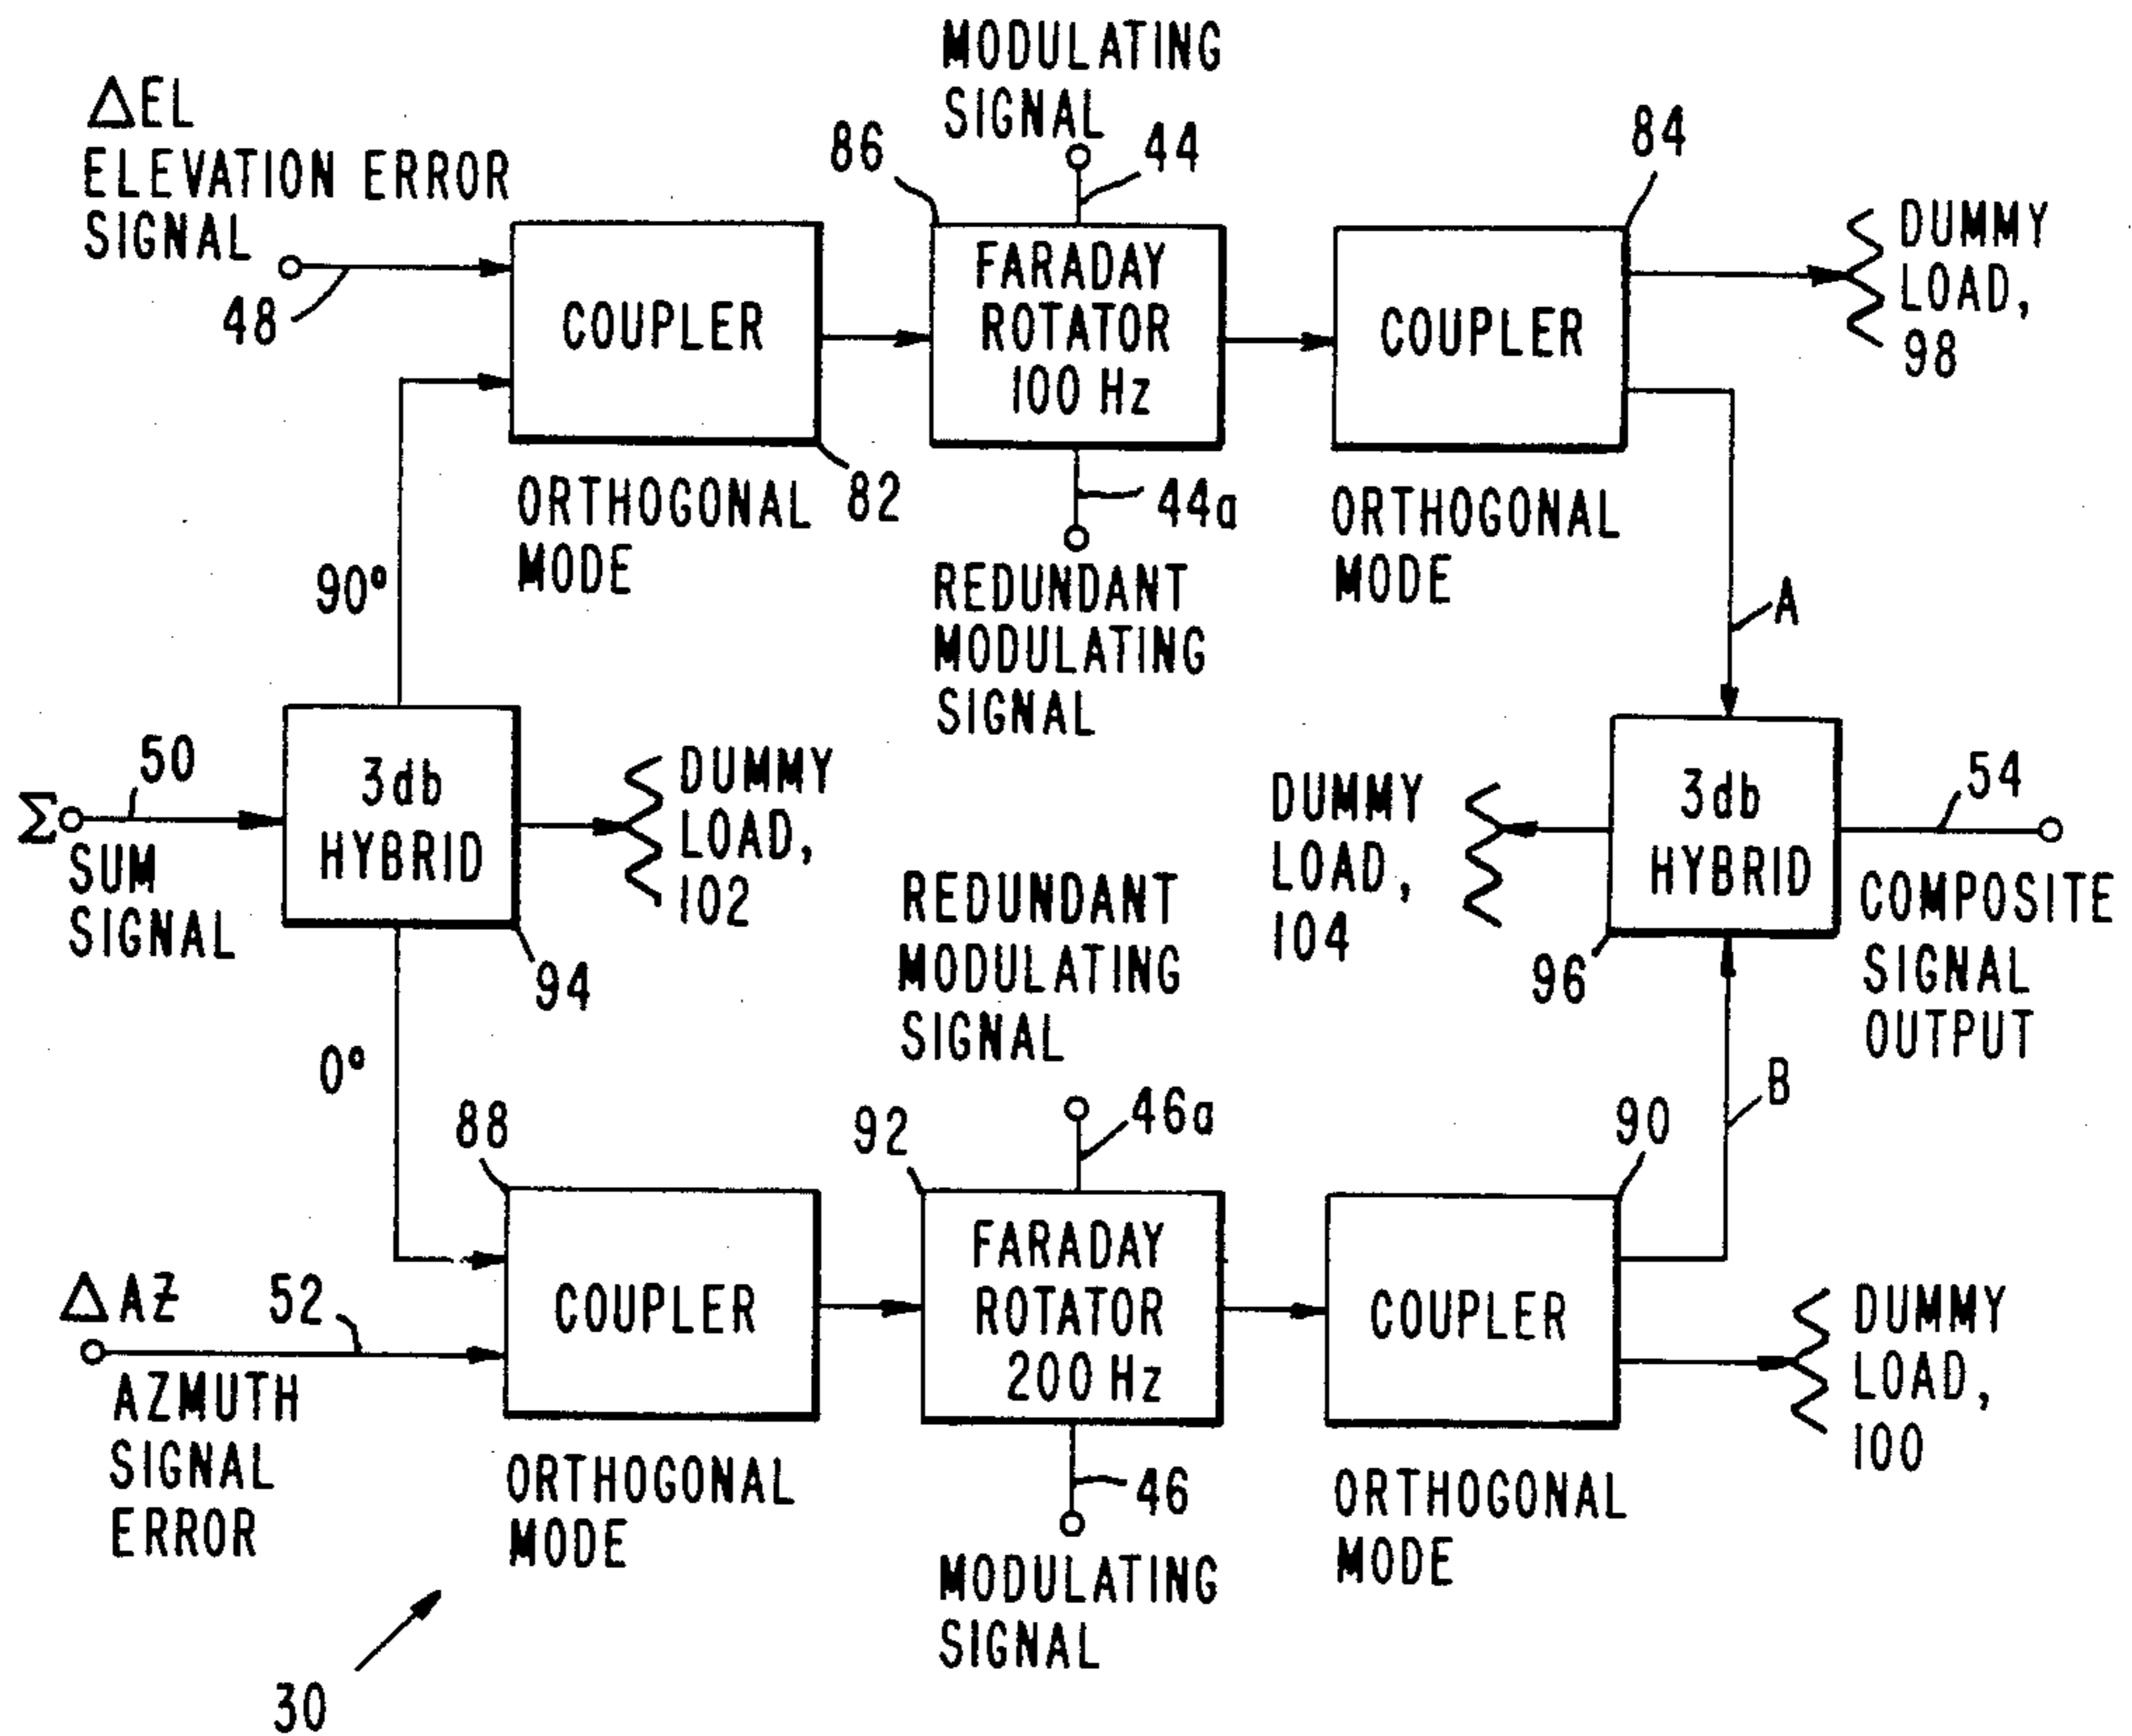 MODULATING
SIGNAL
44
86
84
ΔEL
ELEVATION ERROR
SIGNAL
48
COUPLER
82
ORTHOGONAL
MODE
FARADAY
ROTATOR
100 Hz
44a
REDUNDANT
MODULATING
SIGNAL
COUPLER
ORTHOGONAL
MODE
DUMMY
LOAD,
98
90°
A
Σ
50
SUM
SIGNAL
3db
HYBRID
94
DUMMY
LOAD,
102
DUMMY
LOAD,
104
3db
HYBRID
96
54
COMPOSITE
SIGNAL
OUTPUT
0°
REDUNDANT
MODULATING
SIGNAL
46a
B
88
92
90
ΔAZ
52
AZMUTH
SIGNAL
ERROR
COUPLER
ORTHOGONAL
MODE
FARADAY
ROTATOR
200 Hz
46
MODULATING
SIGNAL
COUPLER
ORTHOGONAL
MODE
DUMMY
LOAD,
100
30